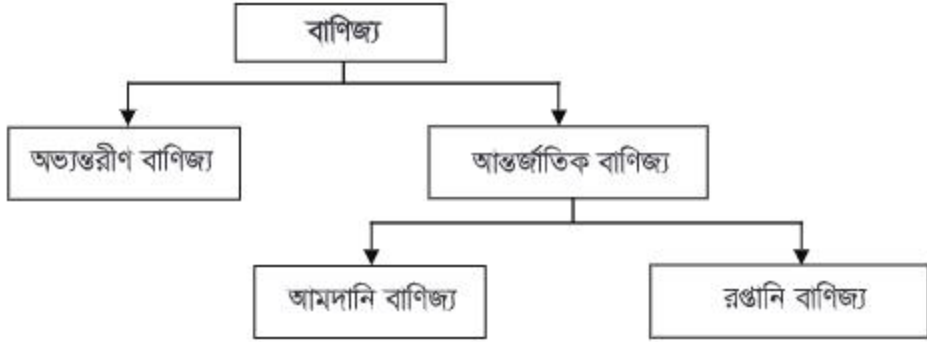 বাণিজ্য
অভ্যন্তরীণ বাণিজ্য
আন্তর্জাতিক বাণিজ্য
আমদানি বাণিজ্য
রপ্তানি বাণিজ্য